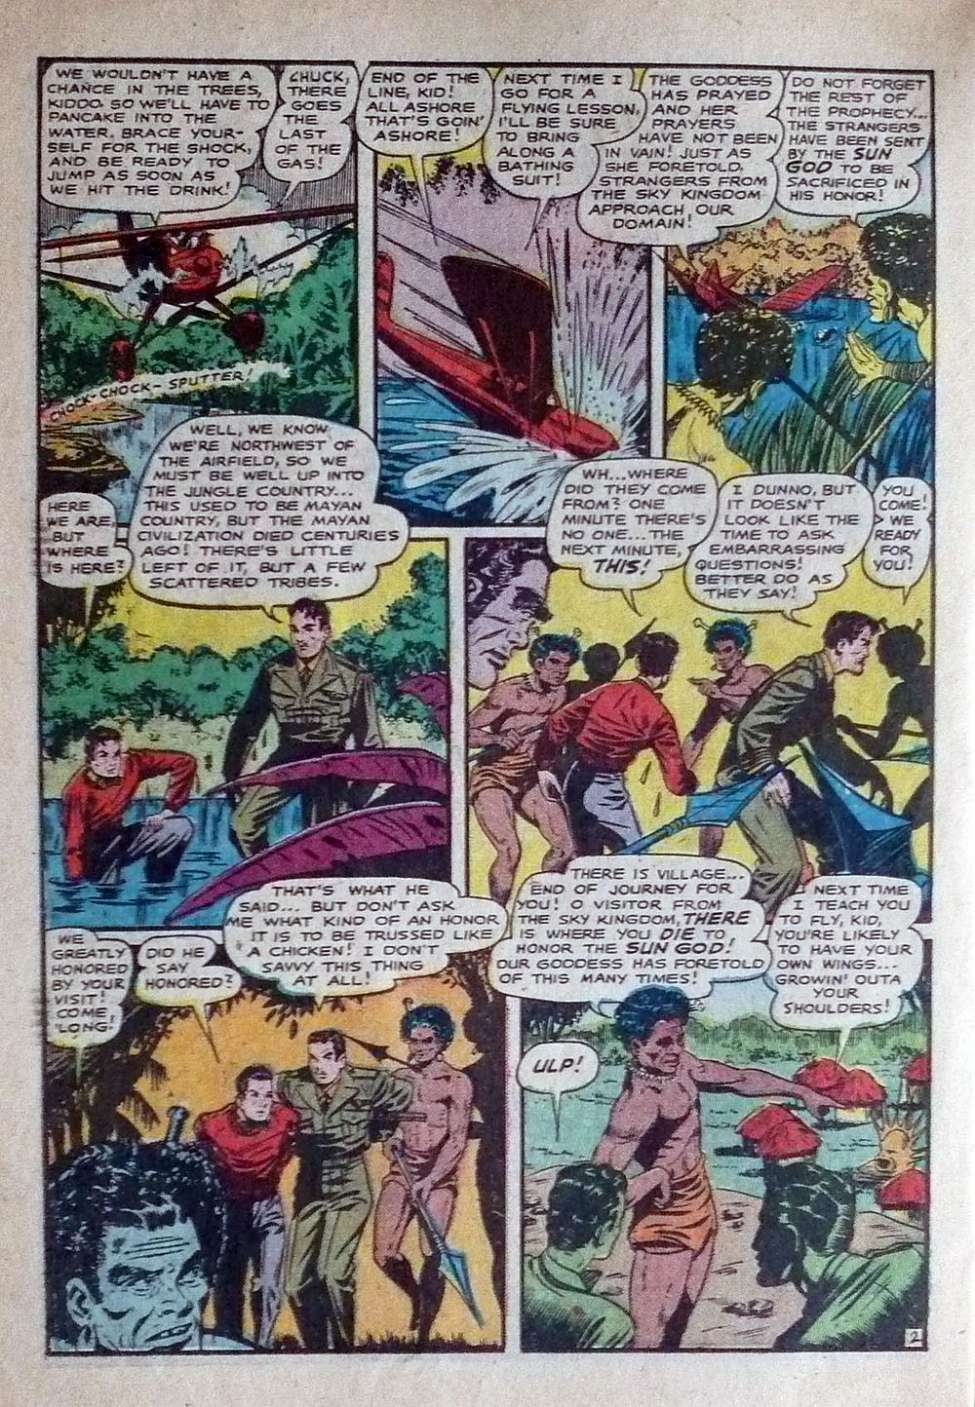 WE WOULDN'T HAVE A
CHANCE IN THE TREES,
KIDDO. SO WE'LL HAVE TO
PANCAKE INTO THE
WATER. BRACE YOUR-
SELF FOR THE SHOCK,
AND BE READY TO
JUMP AS SOON AS
WE HIT THE DRINK!
CHUCK,
THERE
GOES
THE
LAST
OF THE
GAS!
CHOCK-CHOCK-SPUTTER!
END OF THE
LINE, KID!
ALL ASHORE
THAT'S GOIN'
ASHORE!
NEXT TIME I
GO FOR A
FLYING LESSON,
I'LL BE SURE
TO BRING
ALONG A
BATHING
SUIT!
THE GODDESS
HAS PRAYED
AND HER
PRAYERS
HAVE NOT BEEN
IN VAIN! JUST AS
SHE FORETOLD,
STRANGERS FROM
THE SKY KINGDOM
APPROACH OUR
DOMAIN!
DO NOT FORGET
THE REST OF
THE PROPHECY...
THE STRANGERS
HAVE BEEN SENT
BY THE SUN
GOD TO BE
SACRIFICED IN
HIS HONOR!
HERE
WE ARE,
BUT
WHERE
IS HERE?
WELL, WE KNOW
WE'RE NORTHWEST OF
THE AIRFIELD, SO WE
MUST BE WELL UP INTO
THE JUNGLE COUNTRY...
THIS USED TO BE MAYAN
COUNTRY, BUT THE MAYAN
CIVILIZATION DIED CENTURIES
AGO! THERE'S LITTLE
LEFT OF IT, BUT A FEW
SCATTERED TRIBES.
WH...WHERE
DID THEY COME
FROM? ONE
MINUTE THERE'S
NO ONE...THE
NEXT MINUTE,
THIS!
I DUNNO, BUT
IT DOESN'T
LOOK LIKE THE
TIME TO ASK
EMBARRASSING
QUESTIONS!
BETTER DO AS
THEY SAY!
YOU
COME!
WE
READY
FOR
YOU!
WE
GREATLY
HONORED
BY YOUR
VISIT!
COME
'LONG!
DID HE
SAY
HONORED?
THAT'S WHAT HE
SAID... BUT DON'T ASK
ME WHAT KIND OF AN HONOR
IT IS TO BE TRUSSED LIKE
A CHICKEN! I DON'T
SAVVY THIS THING
AT ALL!
THERE IS VILLAGE...
END OF JOURNEY FOR
YOU! O VISITOR FROM
THE SKY KINGDOM, THERE
IS WHERE YOU DIE TO
HONOR THE SUN GOD!
OUR GODDESS HAS FORETOLD
OF THIS MANY TIMES!
ULP!
NEXT TIME
I TEACH YOU
TO FLY, KID,
YOU'RE LIKELY
TO HAVE YOUR
OWN WINGS...
GROWIN' OUTA
YOUR
SHOULDERS!
2